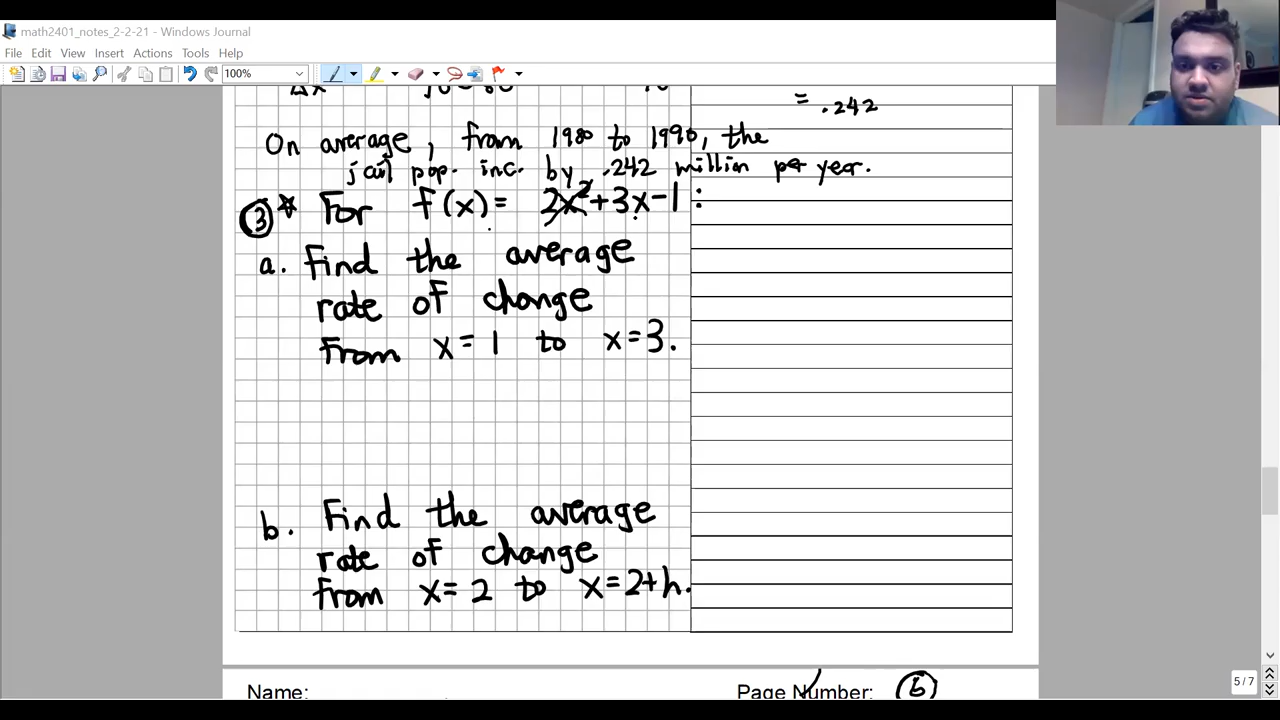 math2401_notes_2-2-21 - Windows Journal
File Edit View Insert Actions Tools Help
100%
= .242
On average, from 1980 to 1990, the
jail pop. inc. by .242 million per year.
③ * For f(x) = 2x²+3x-1:
a. Find the average
rate of change
from x = 1 to x = 3.
b. Find the average
rate of change
from x = 2 to x = 2+h.
5 / 7
Name:
Page Number: 6